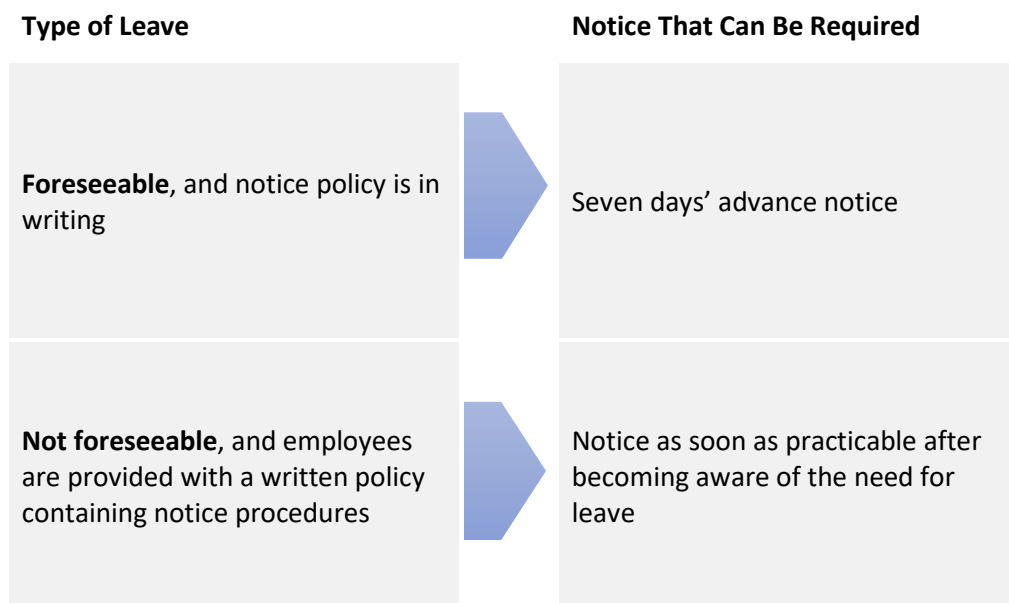 Type of Leave
Notice That Can Be Required
Foreseeable, and notice policy is in
writing
Seven days’ advance notice
Not foreseeable, and employees
are provided with a written policy
containing notice procedures
Notice as soon as practicable after
becoming aware of the need for
leave